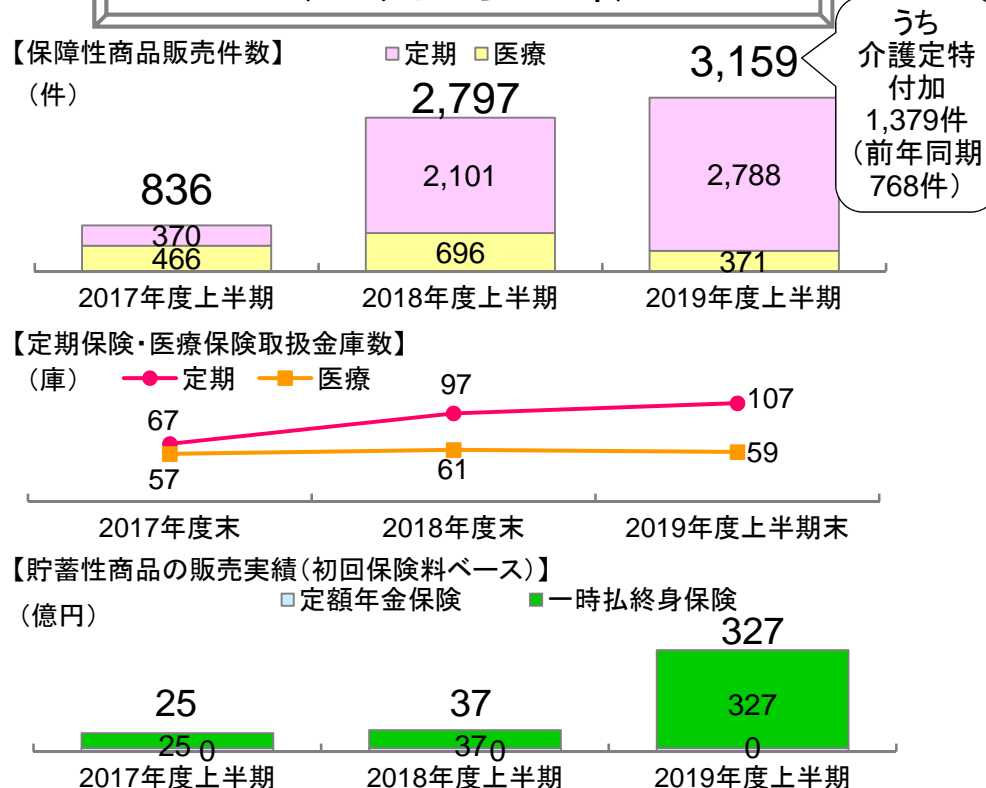 【保障性商品販売件数】
定期 医療
（件）
3,159
うち
介護定特
付加
1,379件
（前年同期
768件）
2,797
2,101
2,788
836
370
466
696
371
2017年度上半期
2018年度上半期
2019年度上半期
【定期保険・医療保険取扱金庫数】
（庫）
定期 医療
67
97
107
57
61
59
2017年度末
2018年度末
2019年度上半期末
【貯蓄性商品の販売実績（初回保険料ベース）】
定額年金保険 一時払終身保険
（億円）
25
37
327
25
0
37
0
327
0
2017年度上半期
2018年度上半期
2019年度上半期